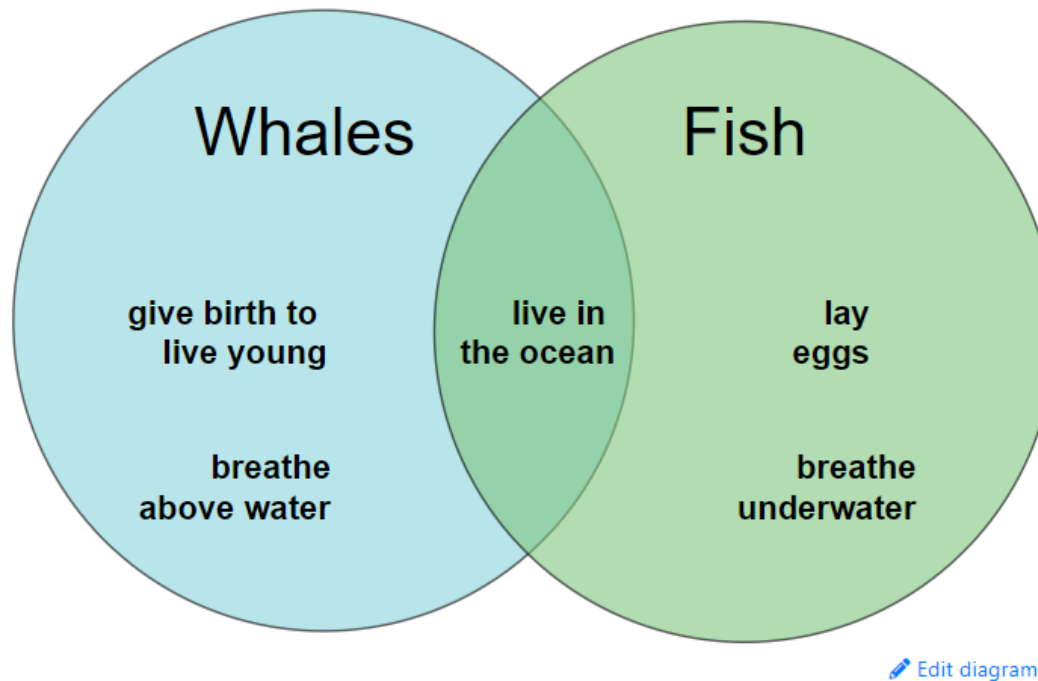 Whales
Fish
give birth to
live young
live in
the ocean
lay
eggs
breathe
above water
breathe
underwater
Edit diagram